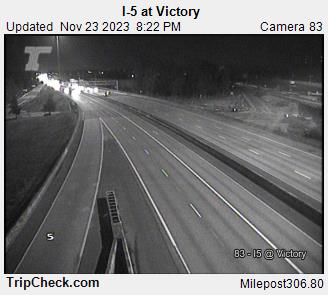 I-5 at Victory
Updated Nov 23 2023 8:22 PM Camera 83
S
83 - I5 @ Victory
TripCheck.com Milepost306.80